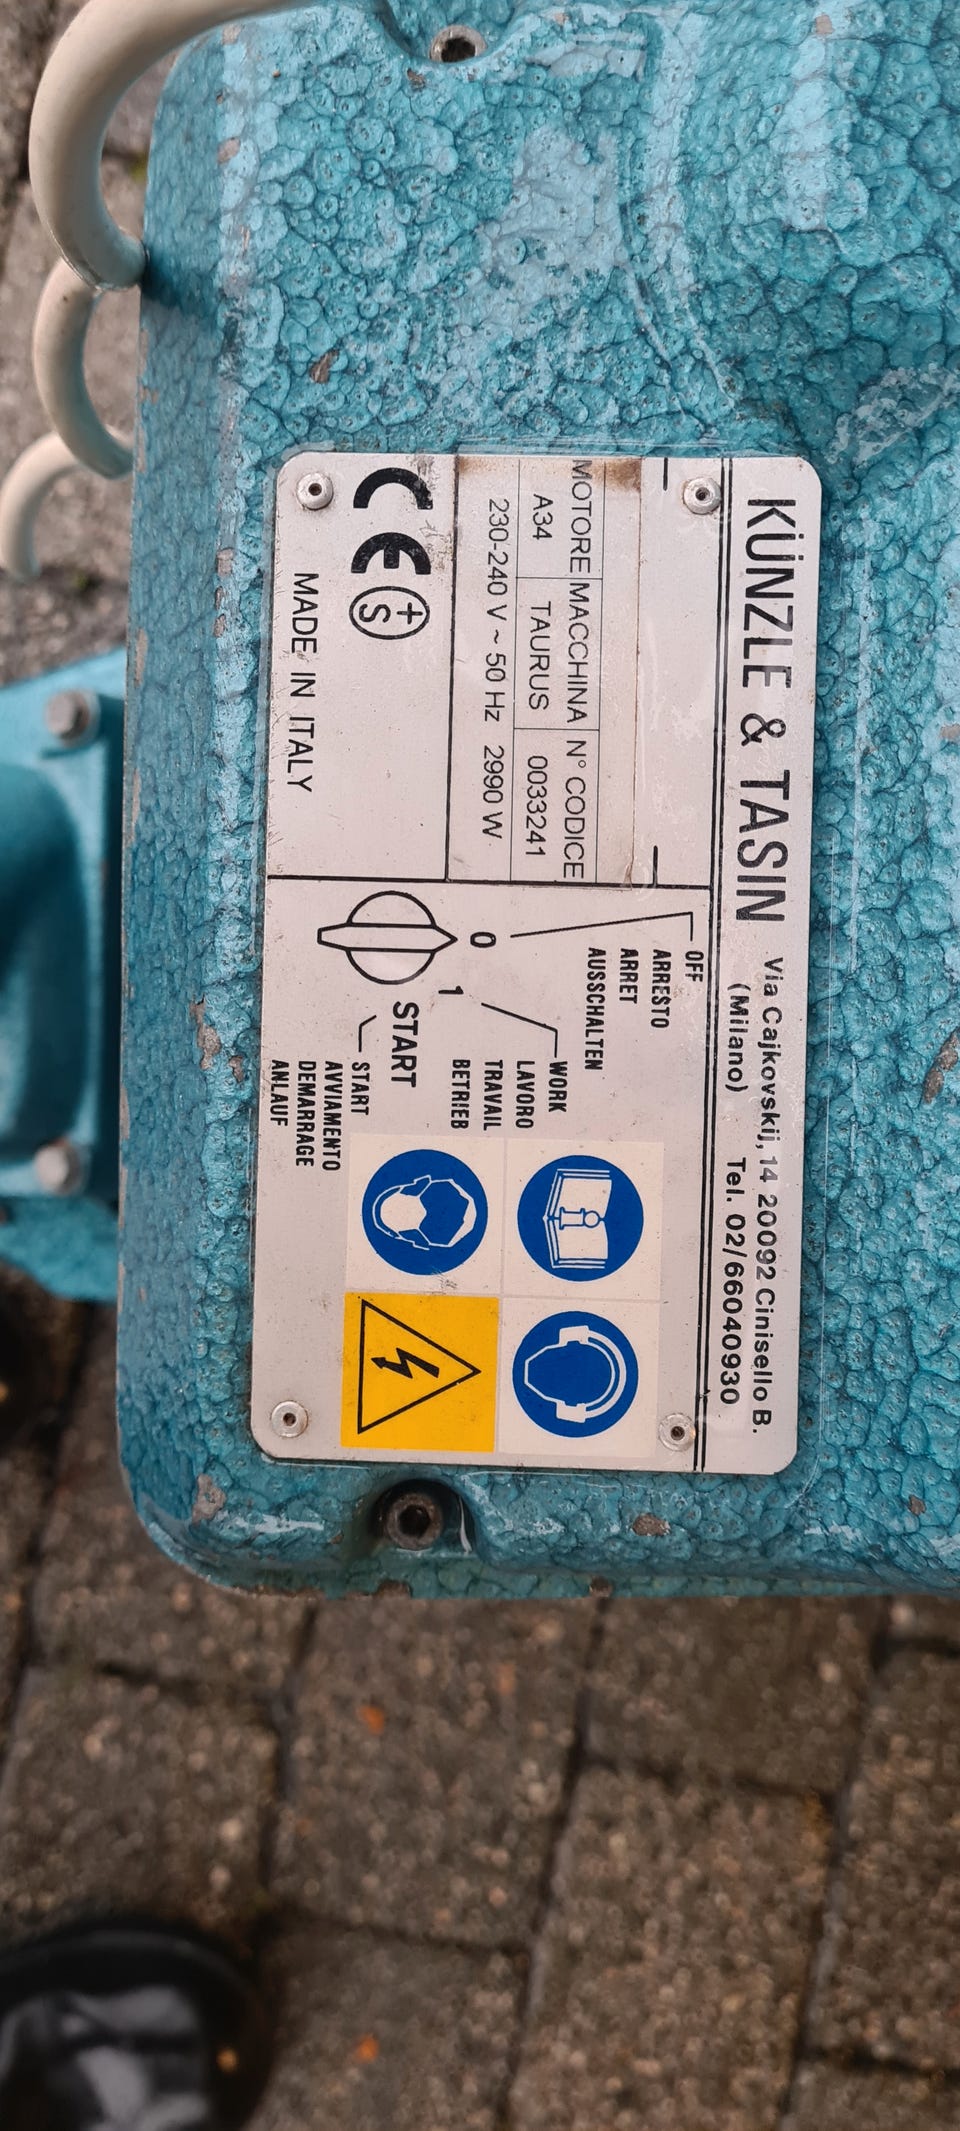 KÜNZLE & TASIN
Via Cajkovskij, 14 20092 Cinisello B.
(Milano) Tel. 02/66040930
MOTORE MACCHINA N° CODICE
A34 TAURUS 0033241
230-240 V ~ 50 Hz 2990 W
CE
+S
MADE IN ITALY
OFF
ARRESTO
ARRET
AUSSCHALTEN
0
1
START
WORK
LAVORO
TRAVAIL
BETRIEB
START
AVVIAMENTO
DEMARRAGE
ANLAUF